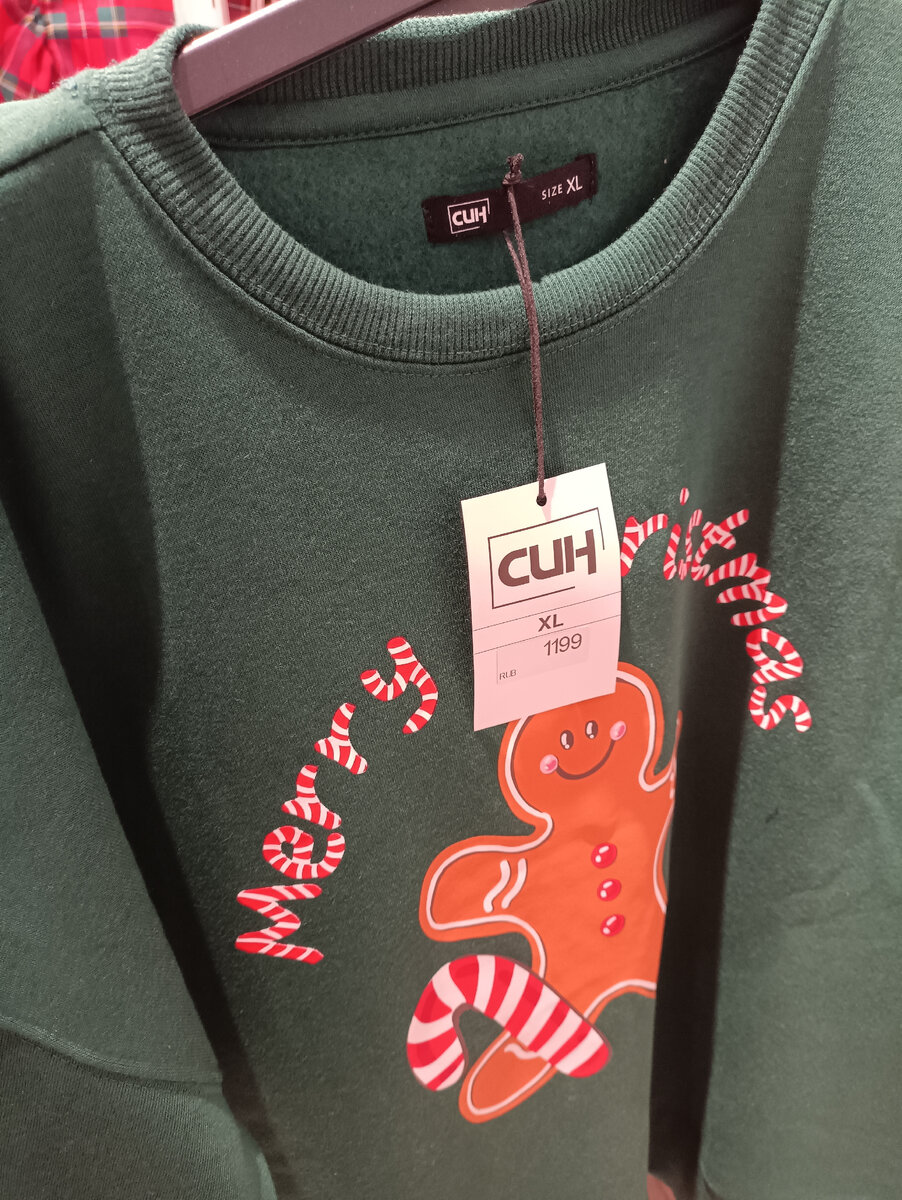 CUH
SIZE XL
CUH
XL
1199
RUB
Merry ristmas